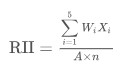 RII = \frac{\sum_{i=1}^{5} W_i X_i}{A \times n}